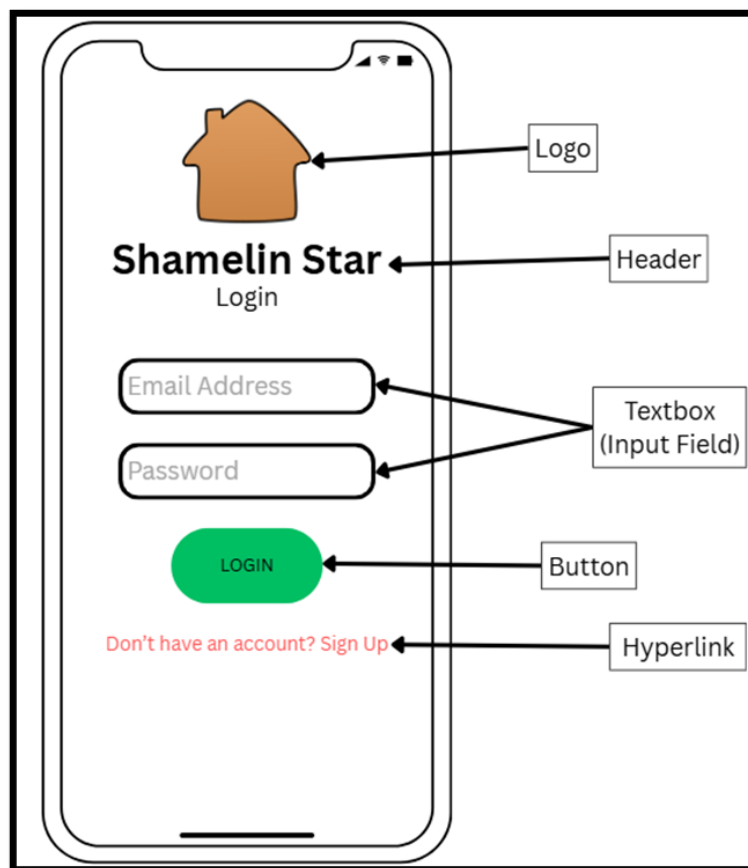 Logo
Shamelin Star
Header
Login
Email Address
Textbox
(Input Field)
Password
LOGIN
Button
Don't have an account? Sign Up
Hyperlink